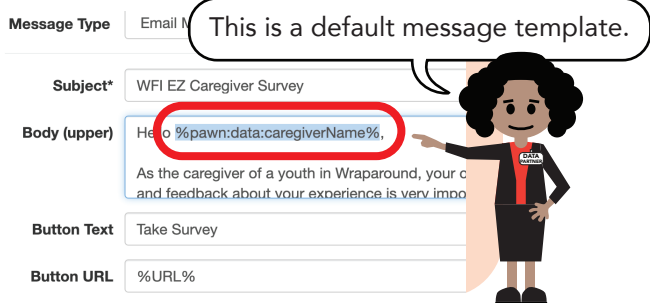 Message Type
Email
This is a default message template.
Subject*
WFI EZ Caregiver Survey
Body (upper)
Hello %pawn:data:caregiverName%,
As the caregiver of a youth in Wraparound, your
and feedback about your experience is very
Button Text
Take Survey
Button URL
%URL%
DATA
PARTNER